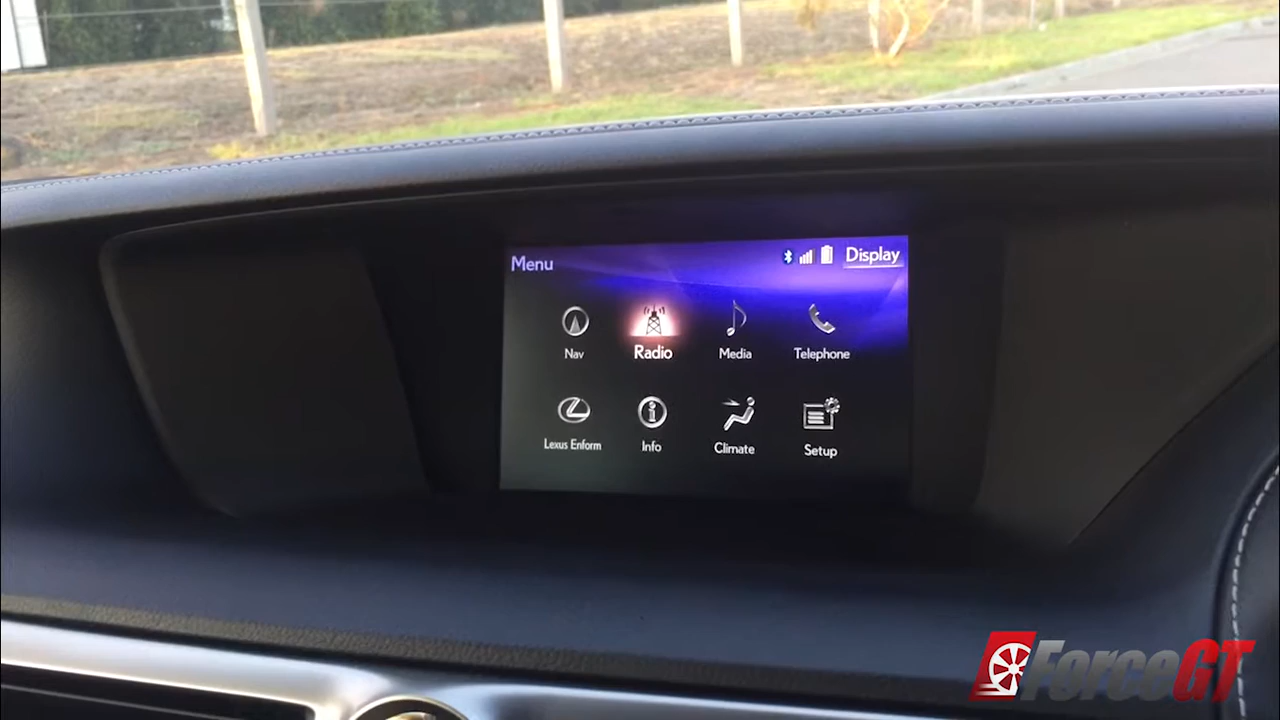 Menu
Display
Nav
Radio
Media
Telephone
Lexus Enform
Info
Climate
Setup
ForceGT